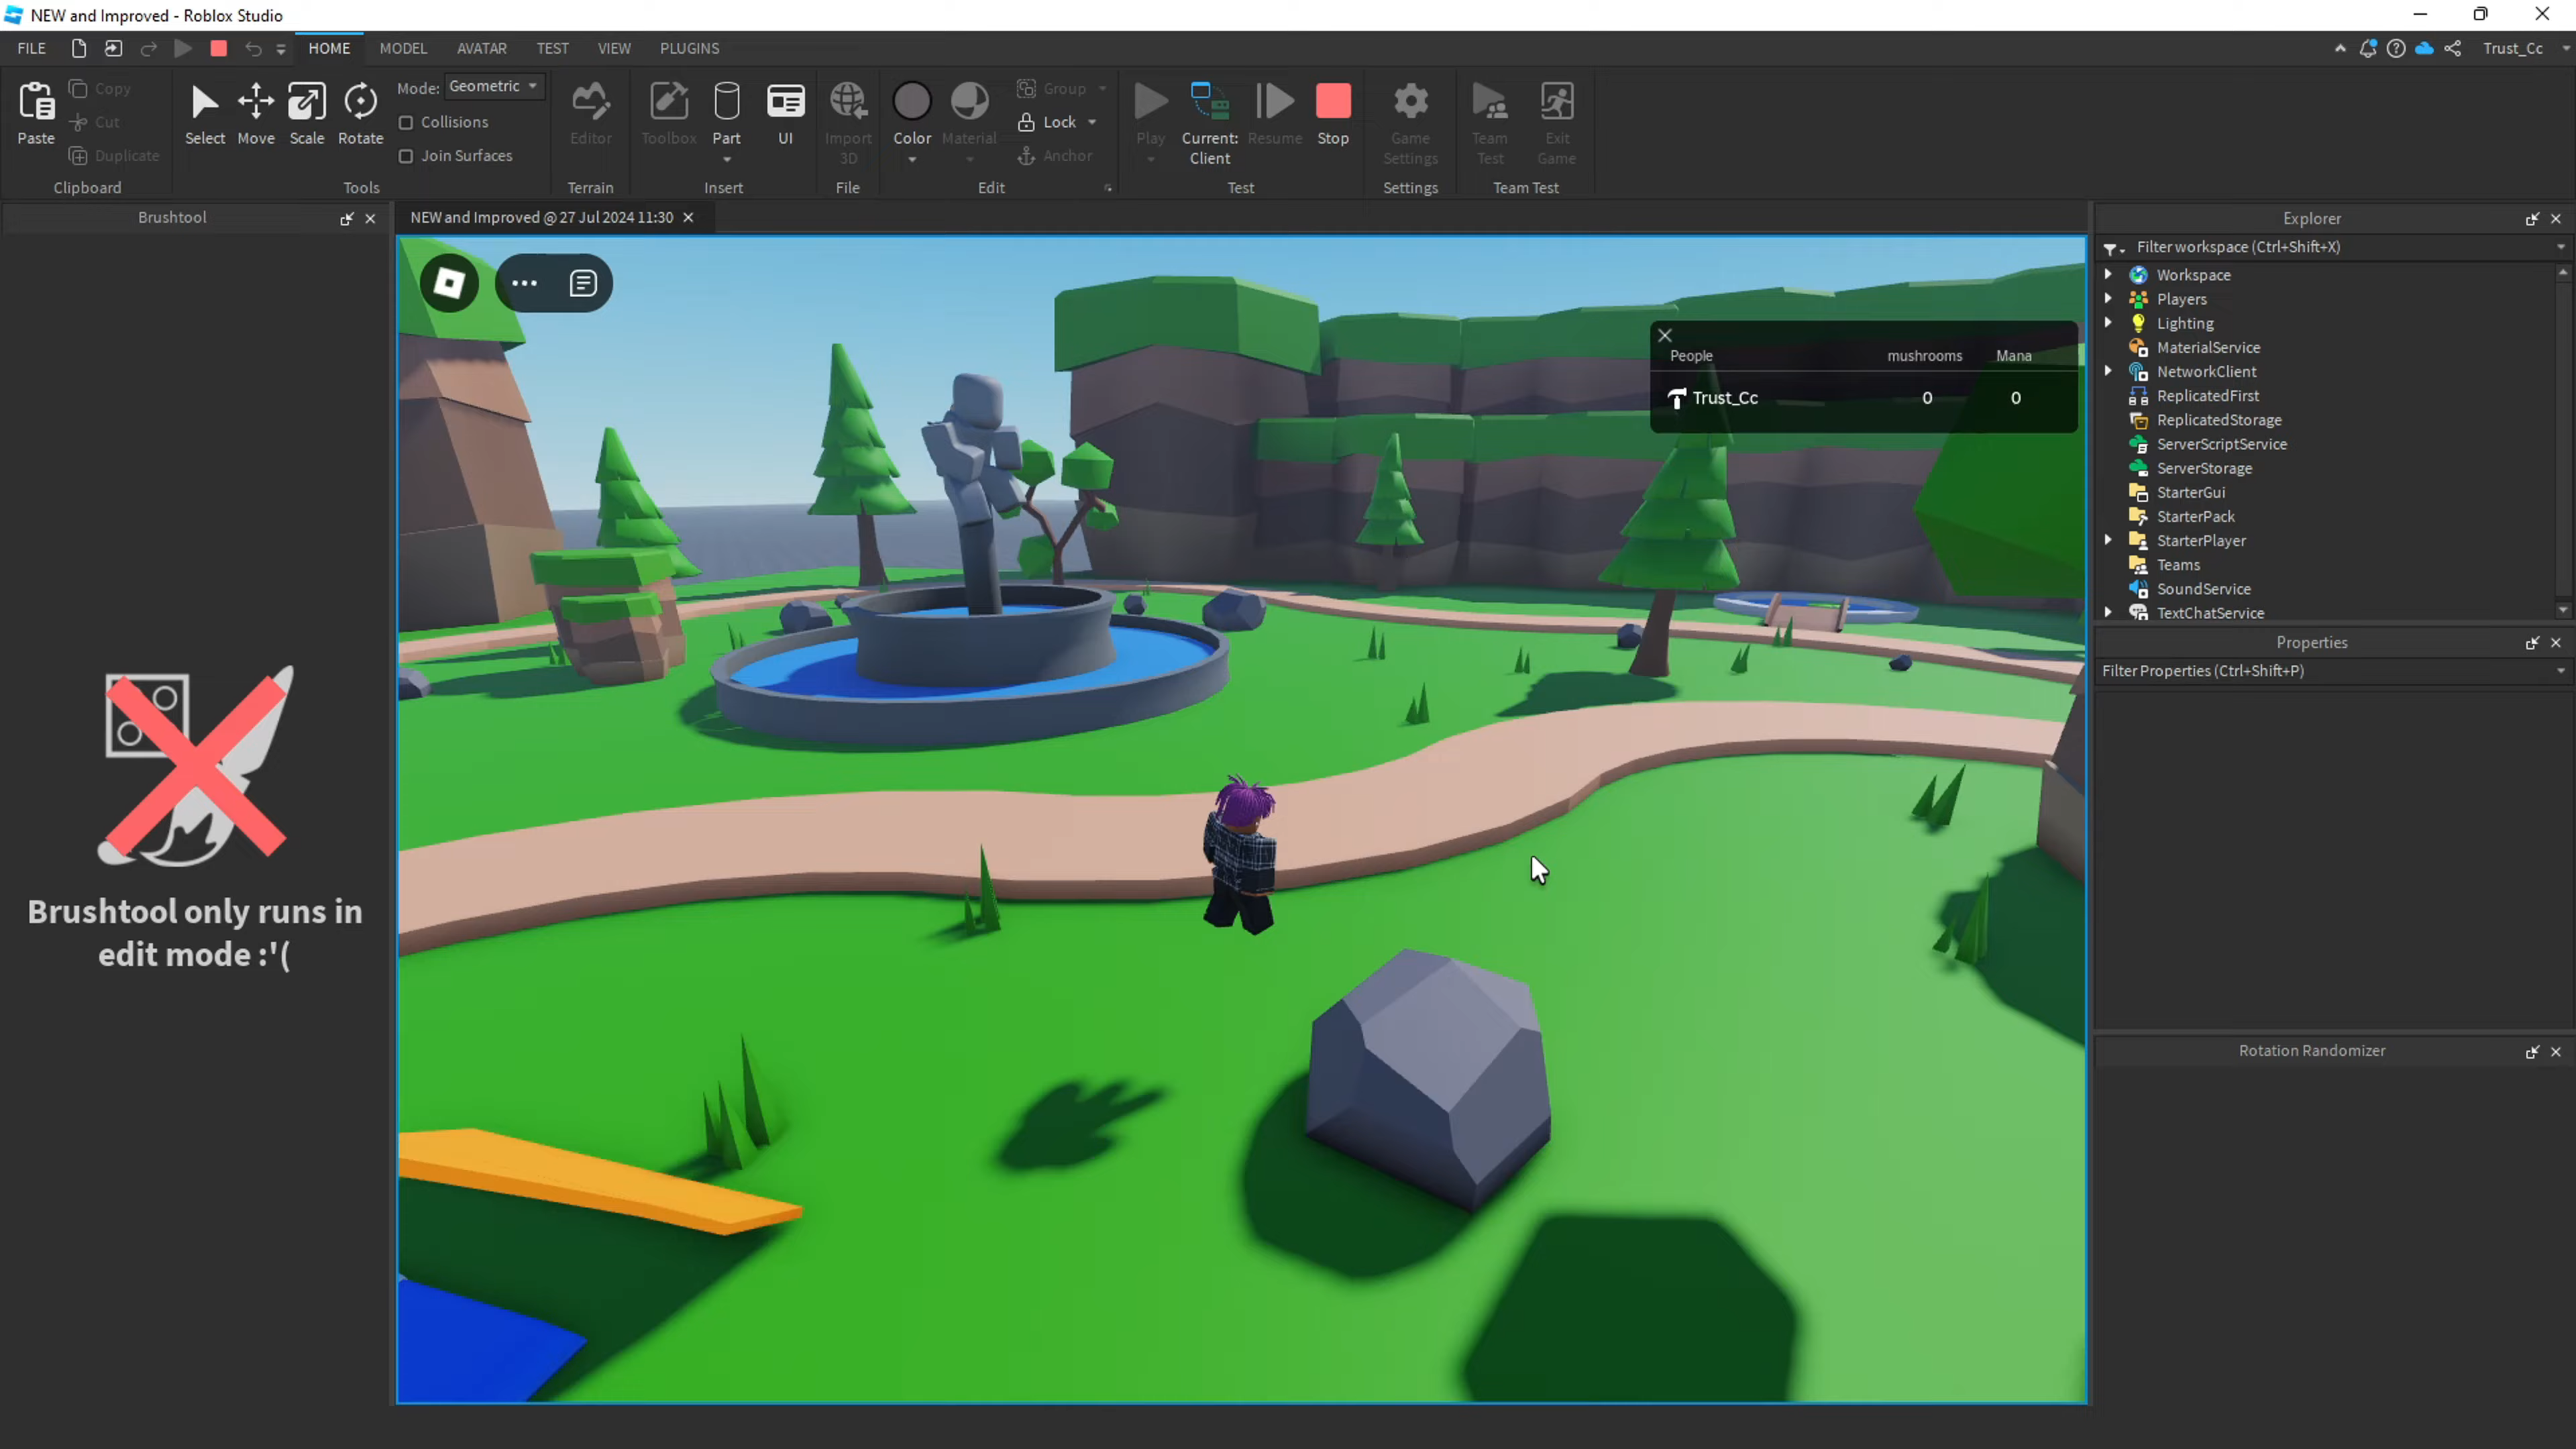 NEW and Improved - Roblox Studio
FILE HOME MODEL AVATAR TEST VIEW PLUGINS Trust_Cc
Paste
Copy
Cut
Duplicate
Clipboard
Select
Move
Scale
Rotate
Mode: Geometric
Collisions
Join Surfaces
Tools
Editor
Terrain
Toolbox
Part
UI
Insert
Import
3D
File
Color
Material
Group
Lock
Anchor
Edit
Play
Current:
Client
Resume
Stop
Test
Game
Settings
Settings
Team
Test
Exit
Game
Team Test
Brushtool
Brushtool only runs in
edit mode :'(
NEW and Improved @ 27 Jul 2024 11:30
People mushrooms Mana
Trust_Cc 0 0
Explorer
Filter workspace (Ctrl+Shift+X)
Workspace
Players
Lighting
MaterialService
NetworkClient
ReplicatedFirst
ReplicatedStorage
ServerScriptService
ServerStorage
StarterGui
StarterPack
StarterPlayer
Teams
SoundService
TextChatService
Properties
Filter Properties (Ctrl+Shift+P)
Rotation Randomizer